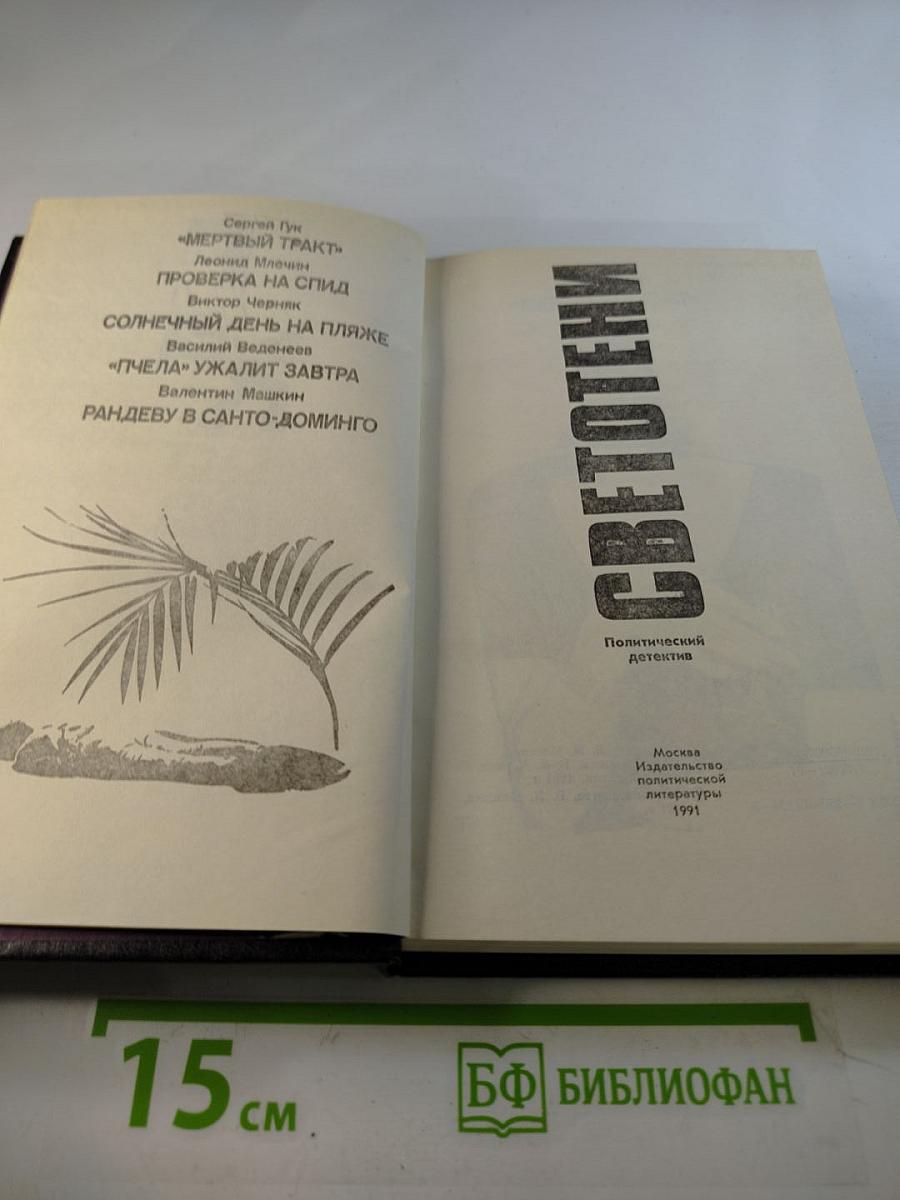 Сергей Гук
«МЕРТВЫЙ ТРАКТ»
Леонид Млечин
ПРОВЕРКА НА СПИД
Виктор Черняк
СОЛНЕЧНЫЙ ДЕНЬ НА ПЛЯЖЕ
Василий Веденеев
«ПЧЕЛА» УЖАЛИТ ЗАВТРА
Валентин Машкин
РАНДЕВУ В САНТО-ДОМИНГО
СВЕТОТЕНИ
Политический
детектив
Москва
Издательство
политической
литературы
1991
15 см
БФ БИБЛИОФАН